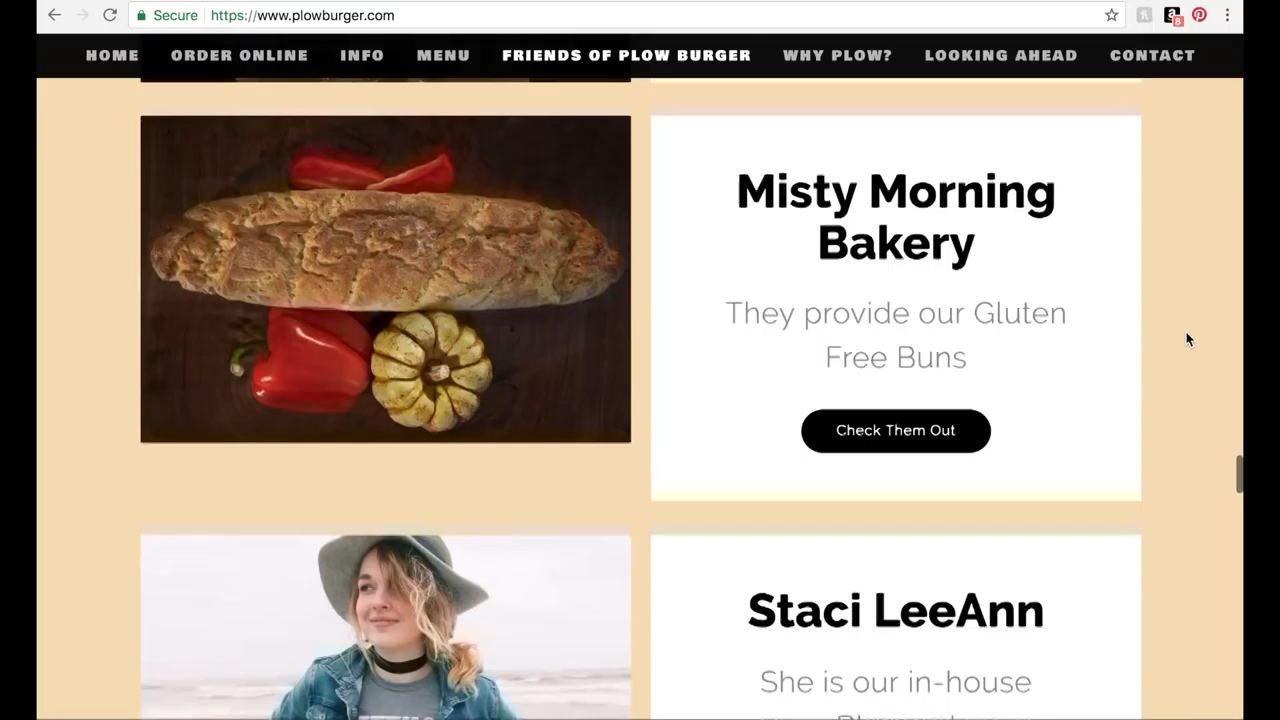 Secure https://www.plowburger.com
8
HOME ORDER ONLINE INFO MENU FRIENDS OF PLOW BURGER WHY PLOW? LOOKING AHEAD CONTACT
Misty Morning
Bakery
They provide our Gluten
Free Buns
Check Them Out
Staci LeeAnn
She is our in-house